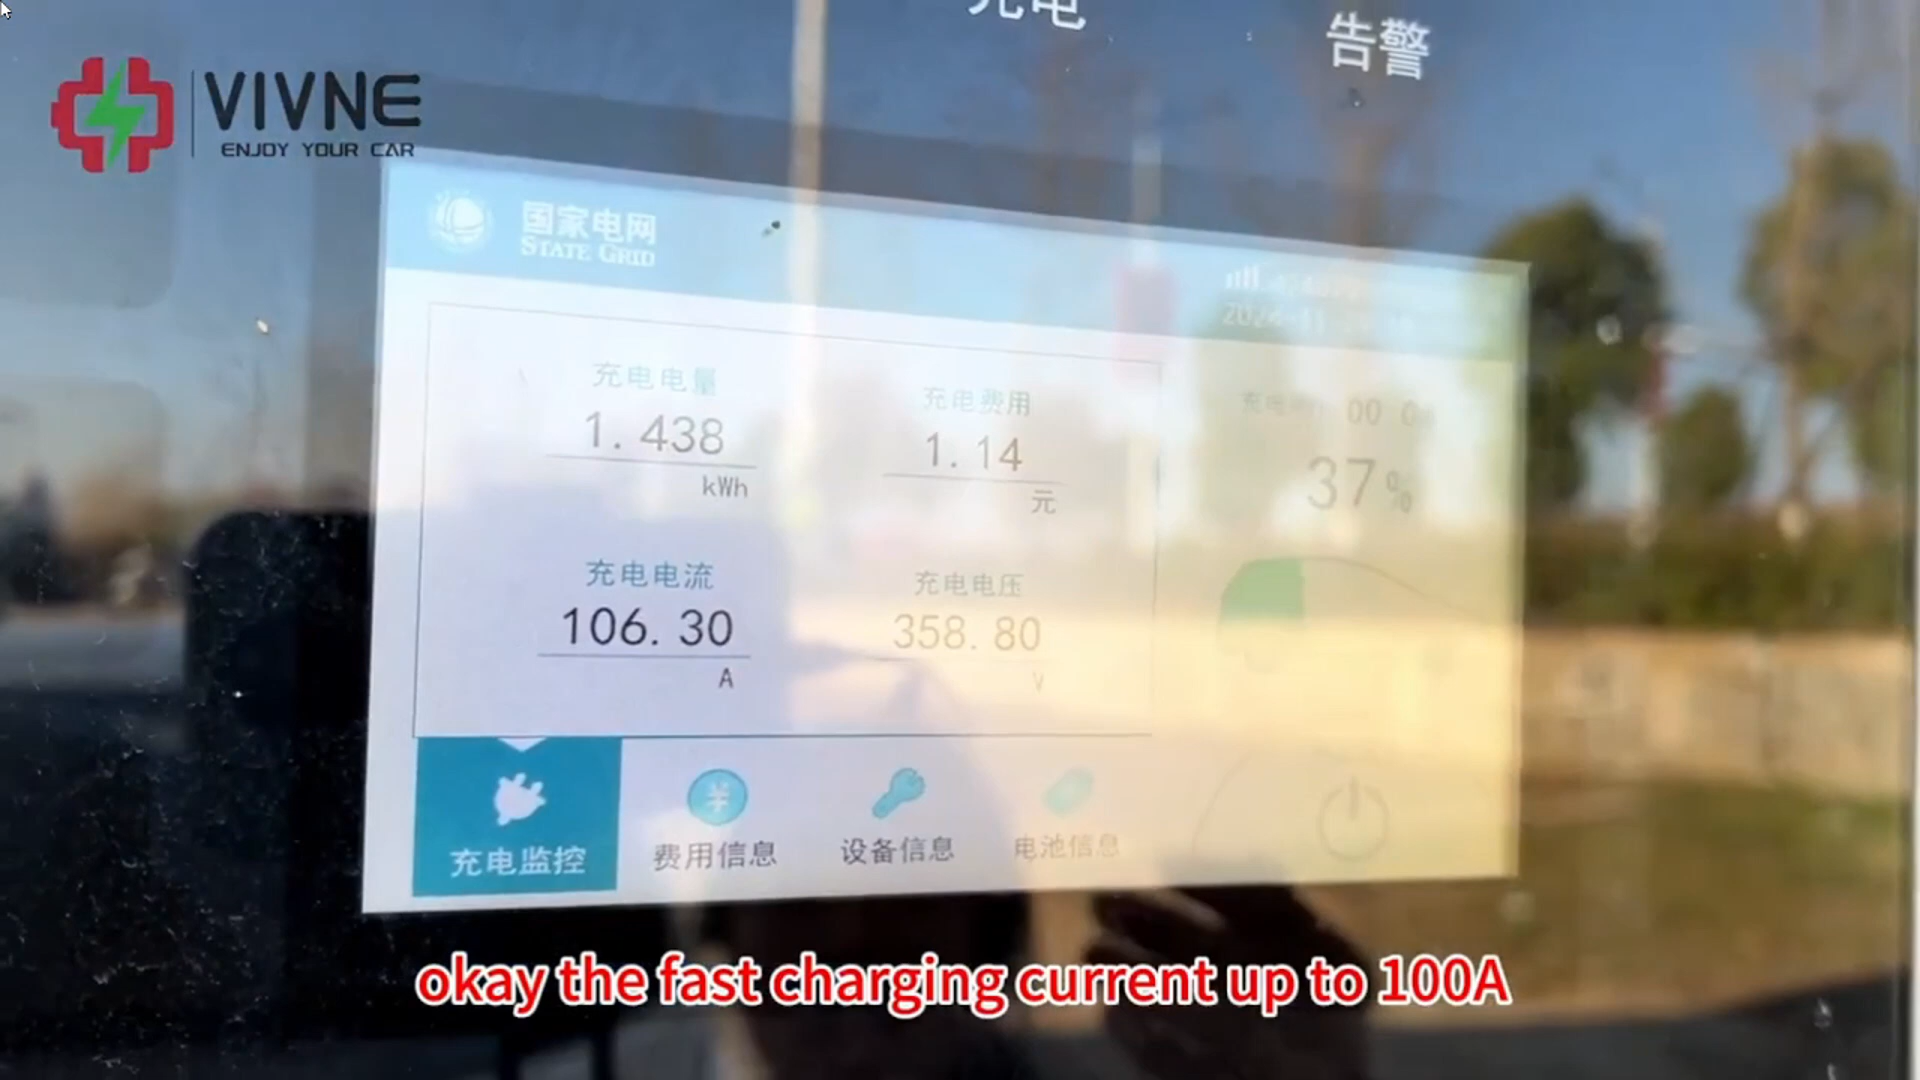 充电
告警
VIVNE
ENJOY YOUR CAR
国家电网
STATE GRID
充电电量
1.438
kWh
充电费用
1.14
元
37%
充电电流
106.30
A
充电电压
358.80
V
充电监控
费用信息
设备信息
电池信息
okay the fast charging current up to 100A